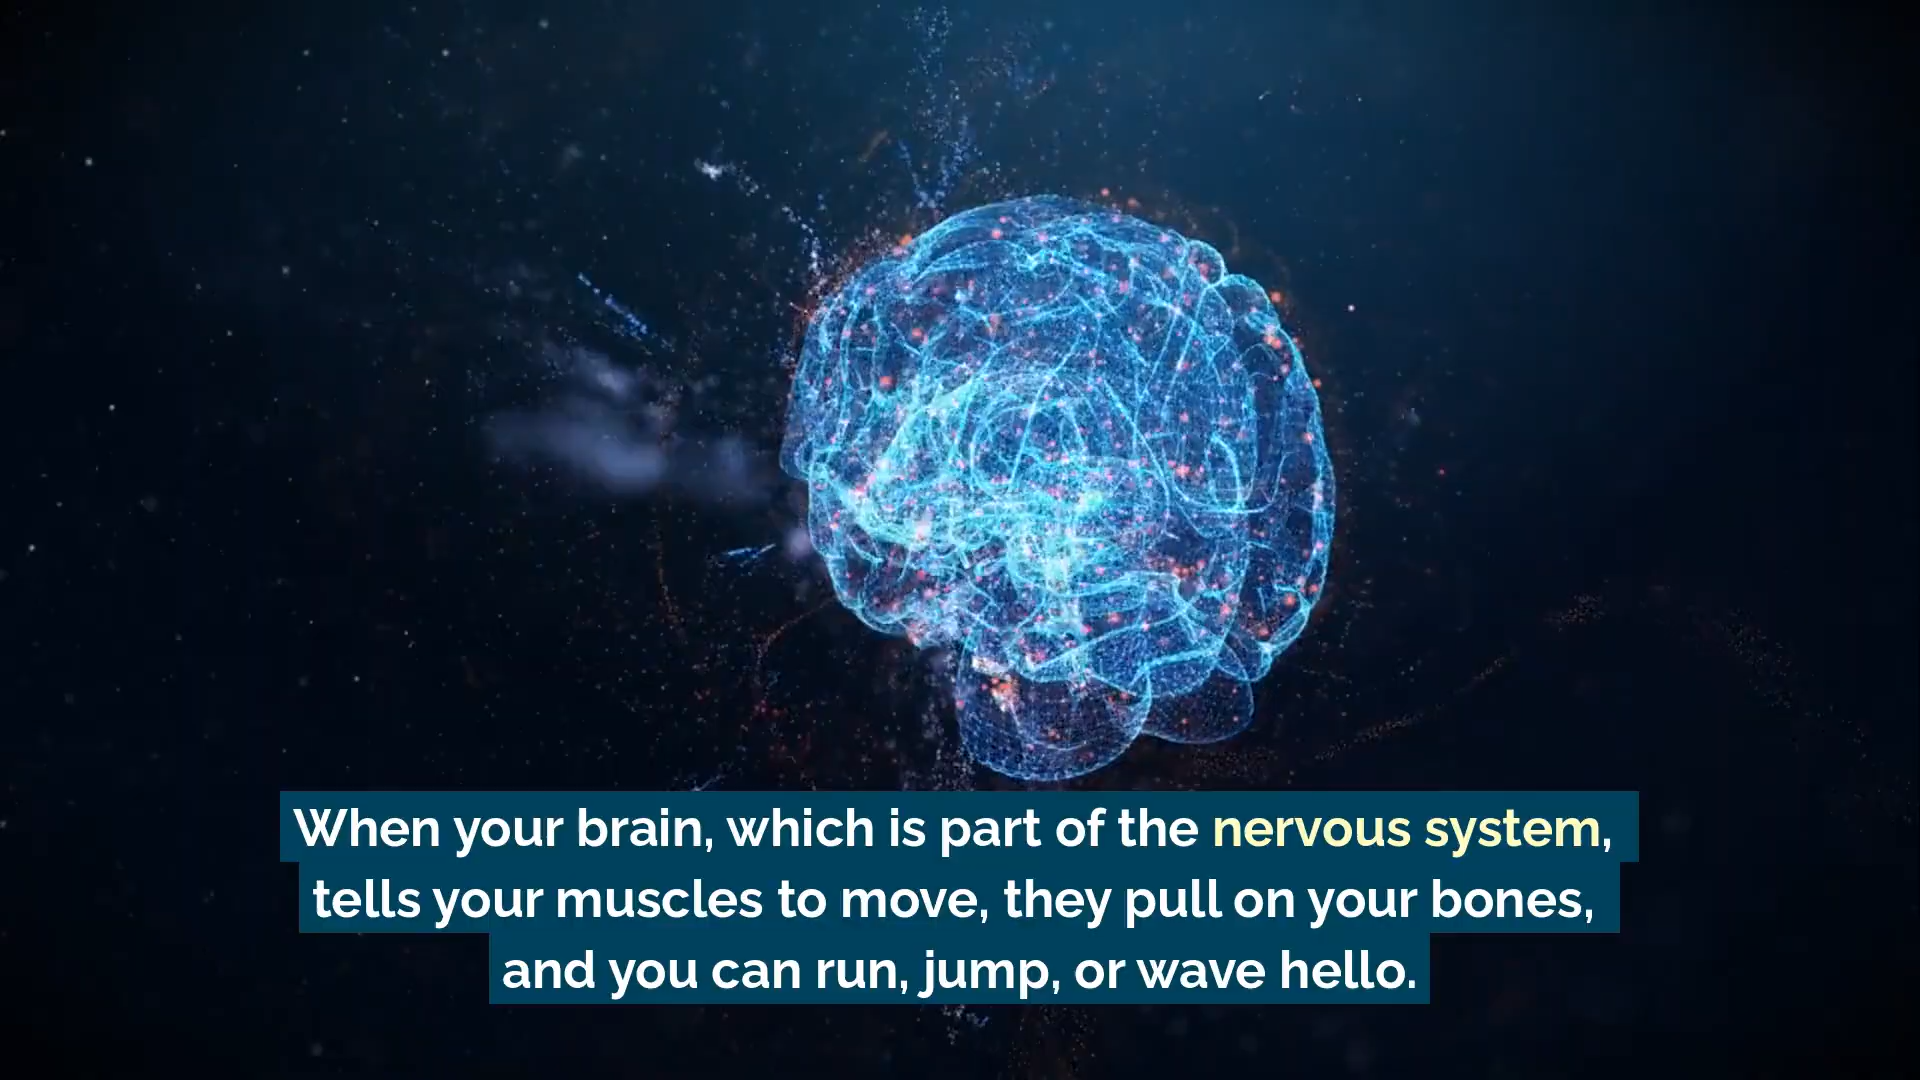 When your brain, which is part of the nervous system,
tells your muscles to move, they pull on your bones,
and you can run, jump, or wave hello.